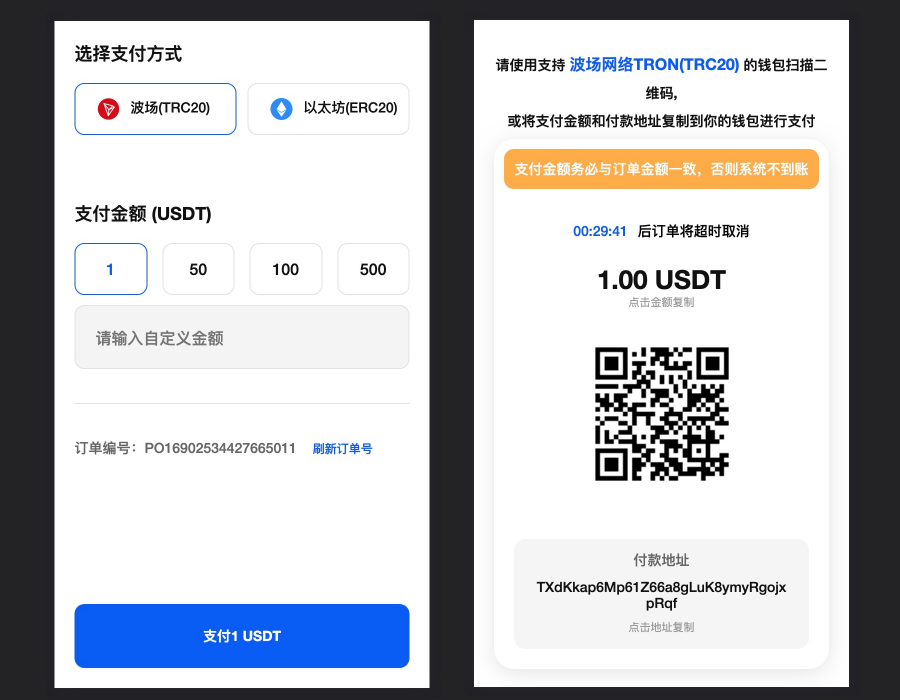 选择支付方式
波场(TRC20)
以太坊(ERC20)
支付金额 (USDT)
1
50
100
500
请输入自定义金额
订单编号：PO16902534427665011 刷新订单号
支付1 USDT
请使用支持 波场网络TRON(TRC20) 的钱包扫描二
维码,
或将支付金额和付款地址复制到你的钱包进行支付
支付金额务必与订单金额一致，否则系统不到账
00:29:41 后订单将超时取消
1.00 USDT
点击金额复制
付款地址
TXdKkap6Mp61Z66a8gLuK8ymyRgojx
pRqf
点击地址复制